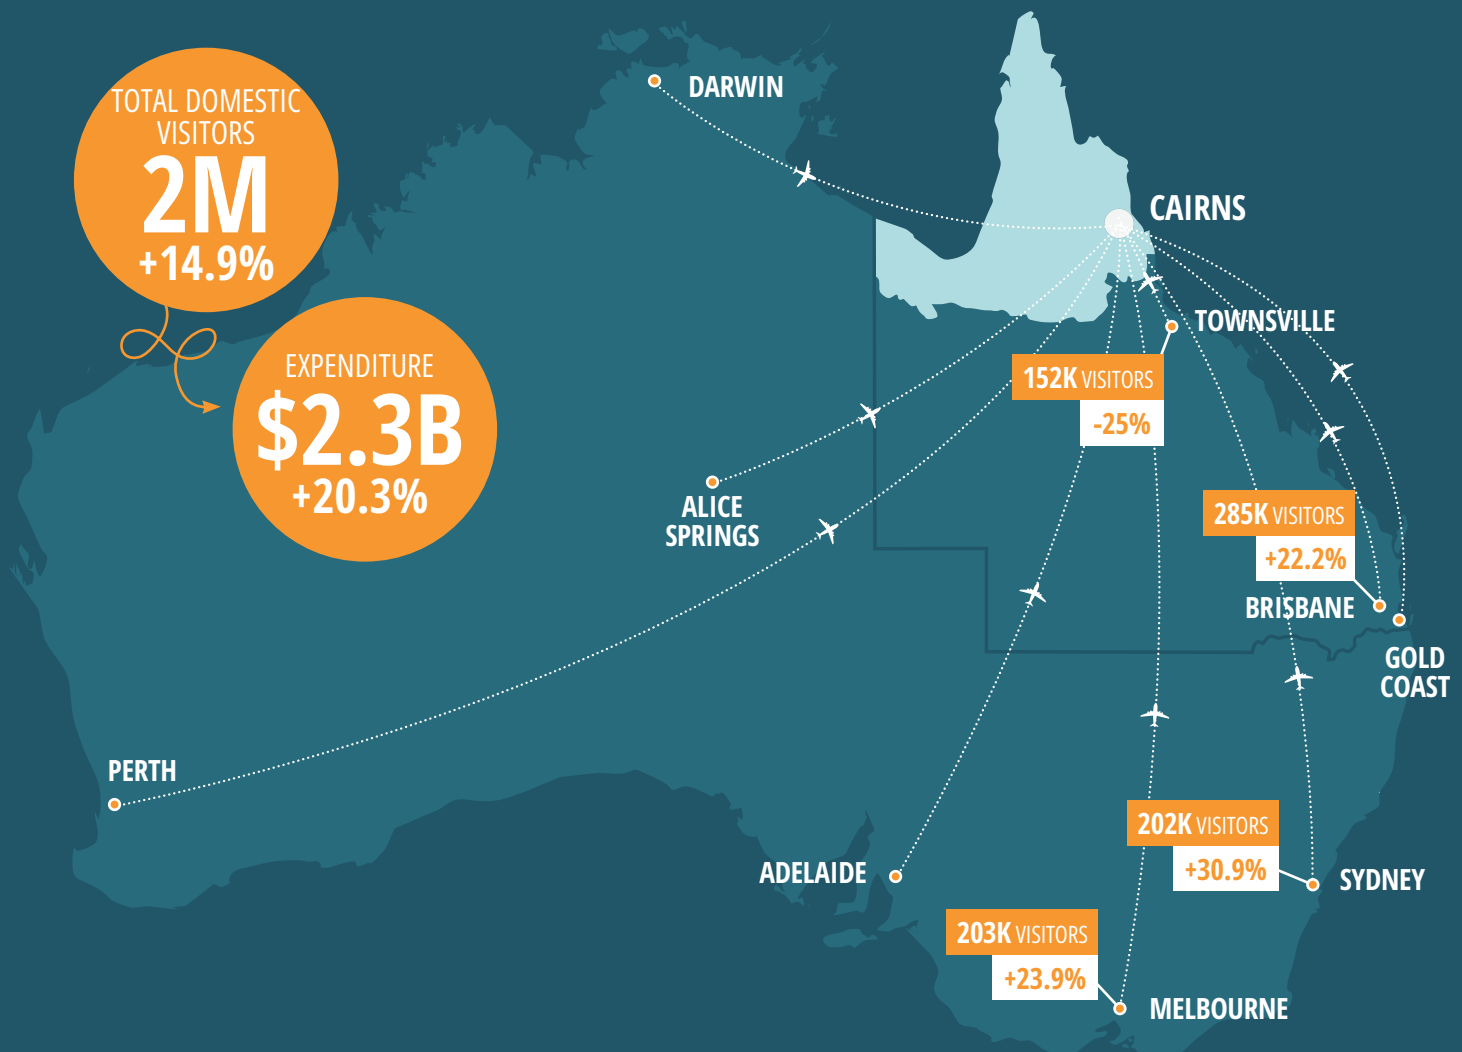 TOTAL DOMESTIC
VISITORS
2M
+14.9%
EXPENDITURE
$2.3B
+20.3%
DARWIN
CAIRNS
TOWNSVILLE
152K VISITORS
-25%
ALICE
SPRINGS
285K VISITORS
+22.2%
BRISBANE
GOLD
COAST
PERTH
202K VISITORS
+30.9%
SYDNEY
ADELAIDE
203K VISITORS
+23.9%
MELBOURNE